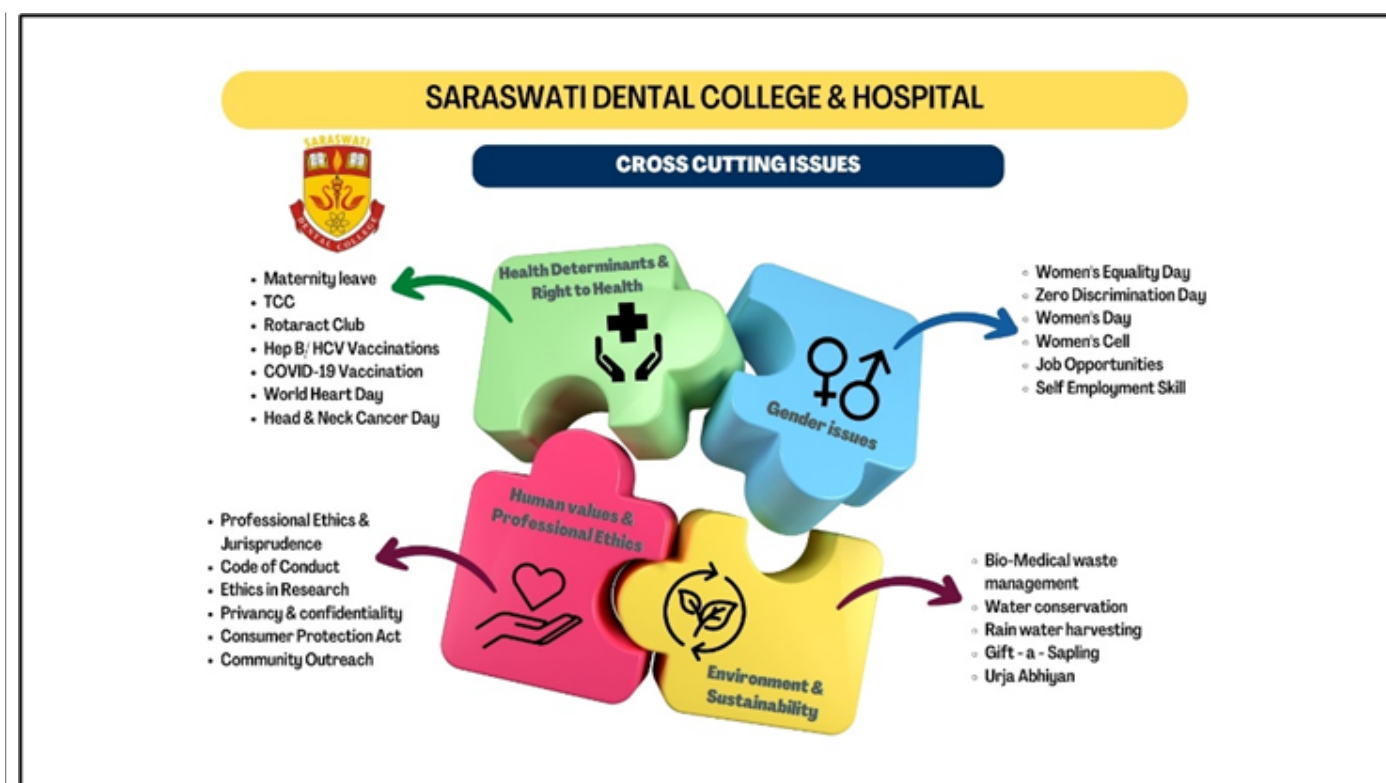 SARASWATI DENTAL COLLEGE & HOSPITAL
SARASWATI
DENTAL COLLEGE
CROSS CUTTING ISSUES
Health Determinants &
Right to Health
• Maternity leave
• TCC
• Rotaract Club
• Hep B/ HCV Vaccinations
• COVID-19 Vaccination
• World Heart Day
• Head & Neck Cancer Day
Gender issues
◦ Women's Equality Day
◦ Zero Discrimination Day
◦ Women's Day
◦ Women's Cell
◦ Job Opportunities
◦ Self Employment Skill
Human values &
Professional Ethics
• Professional Ethics &
Jurisprudence
• Code of Conduct
• Ethics in Research
• Privacy & confidentiality
• Consumer Protection Act
• Community Outreach
Environment &
Sustainability
◦ Bio-Medical waste
management
◦ Water conservation
◦ Rain water harvesting
◦ Gift - a - Sapling
◦ Urja Abhiyan